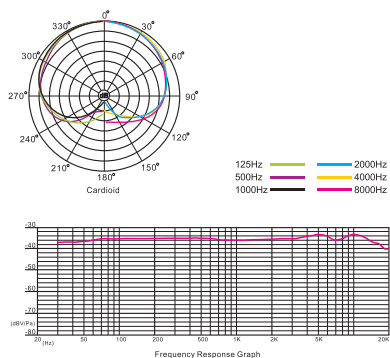 0°
330° 30°
300° 60°
270° dB 90°
240° 120°
210° 150°
180°
Cardioid
125Hz 2000Hz
500Hz 4000Hz
1000Hz 8000Hz
-30
-40
-50
-60
-70
(dBV/Pa)
-80
20 50 100 200 500 1K 2K 5K 20K
(Hz)
Frequency Response Graph